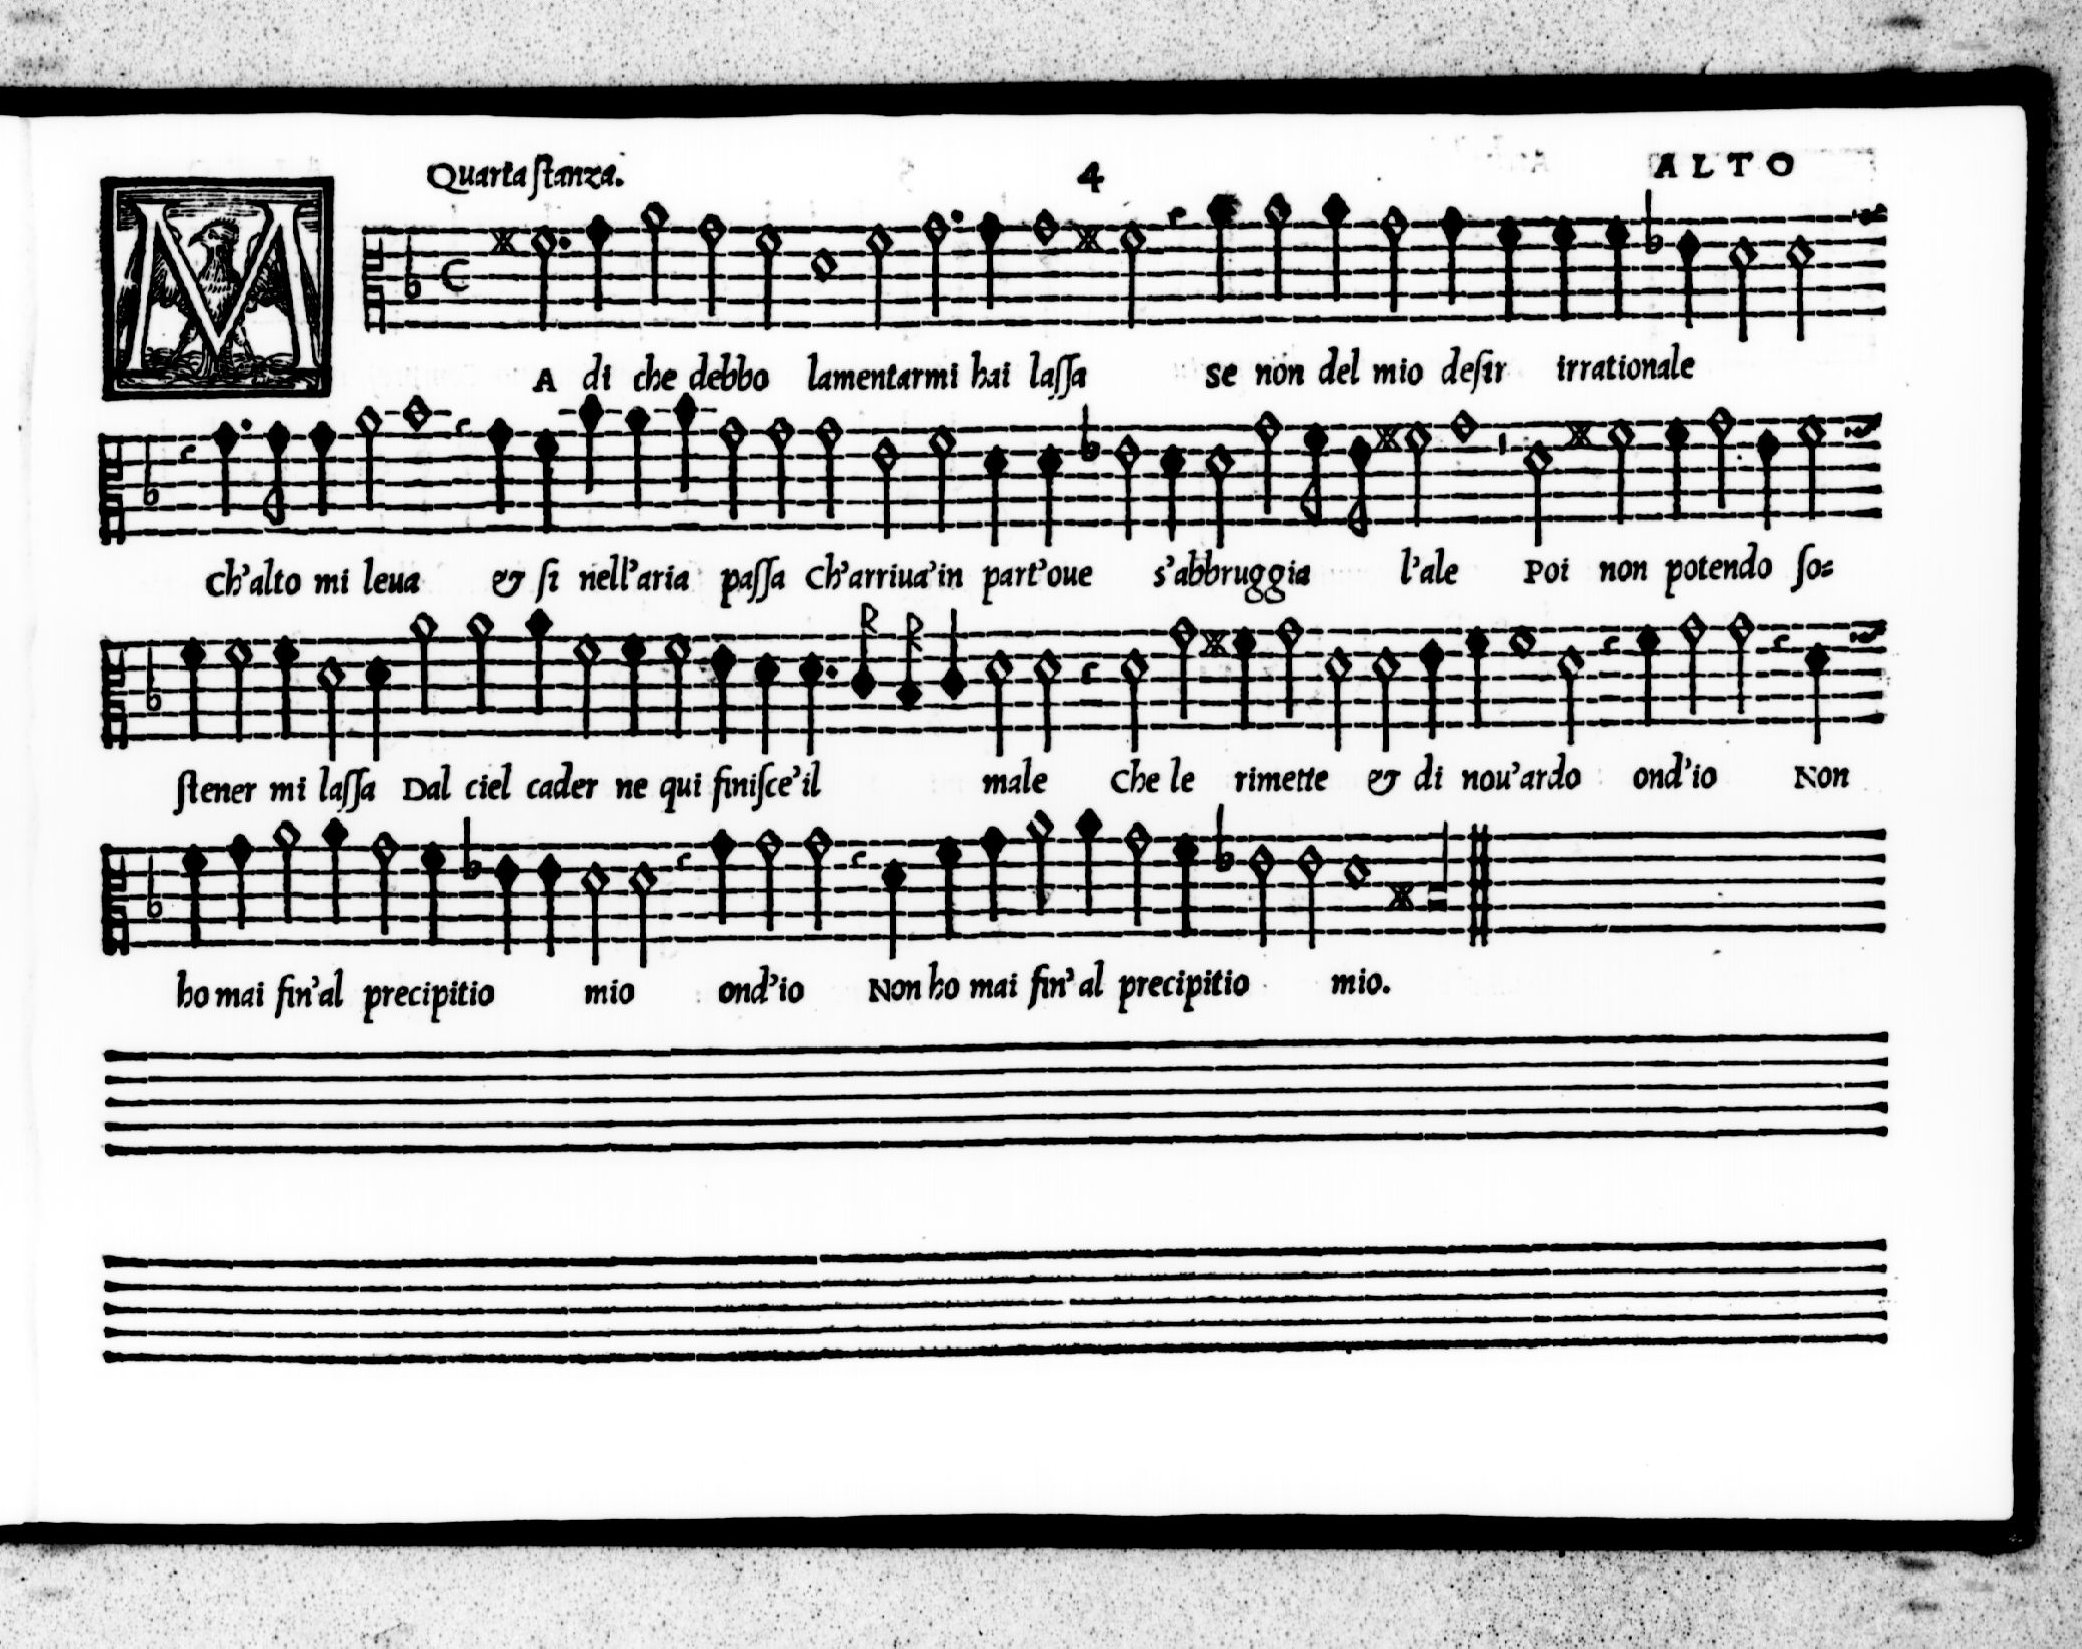 Quarta ſtanza. 4 ALTO
MA di che debbo lamentarmi hai laſſa se non del mio deſir irrationale
Ch'alto mi leua & ſi nell'aria paſſa Ch'arriua'in part'oue s'abbruggia l'ale Poi non potendo ſo=
ſtener mi laſſa Dal ciel cader ne qui finiſce'il male Che le rimette & di nou'ardo ond'io Non
ho mai fin'al precipitio mio ond'io Non ho mai fin'al precipitio mio.